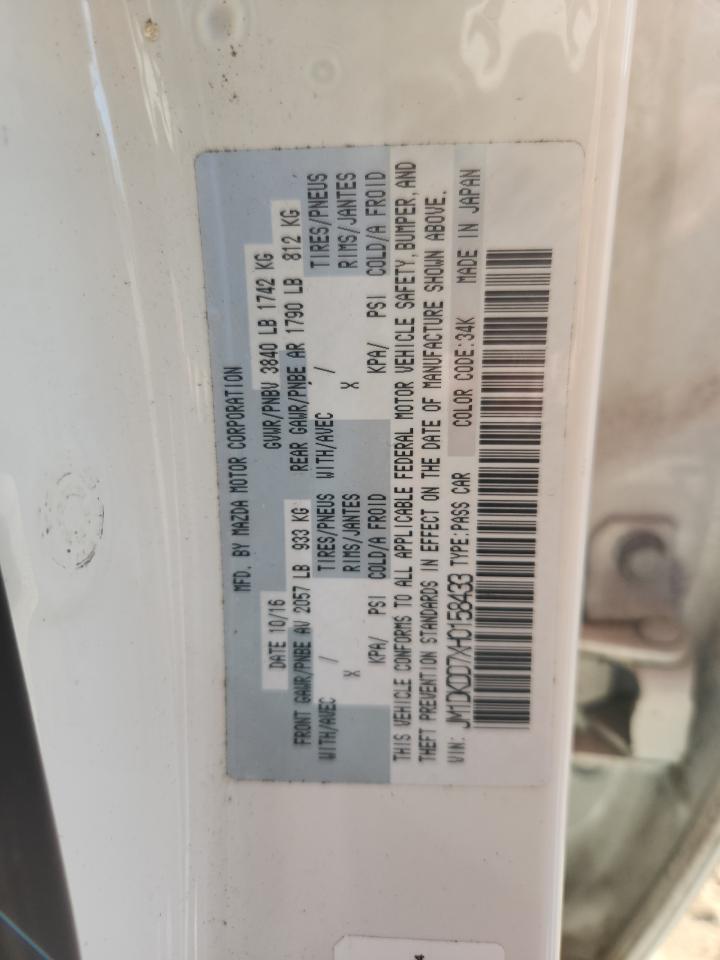 MFD. BY MAZDA MOTOR CORPORATION
DATE 10/16 GVWR/PNBV 3840 LB 1742 KG
FRONT GAWR/PNBE AV 2057 LB 933 KG REAR GAWR/PNBE AR 1790 LB 812 KG
WITH/AVEC / TIRES/PNEUS WITH/AVEC / TIRES/PNEUS
X RIMS/JANTES X RIMS/JANTES
KPA/ PSI COLD/A FROID KPA/ PSI COLD/A FROID
THIS VEHICLE CONFORMS TO ALL APPLICABLE FEDERAL MOTOR VEHICLE SAFETY, BUMPER, AND
THEFT PREVENTION STANDARDS IN EFFECT ON THE DATE OF MANUFACTURE SHOWN ABOVE.
VIN: JM1DKDD7XH0158433 TYPE:PASS CAR COLOR CODE:34K MADE IN JAPAN
4